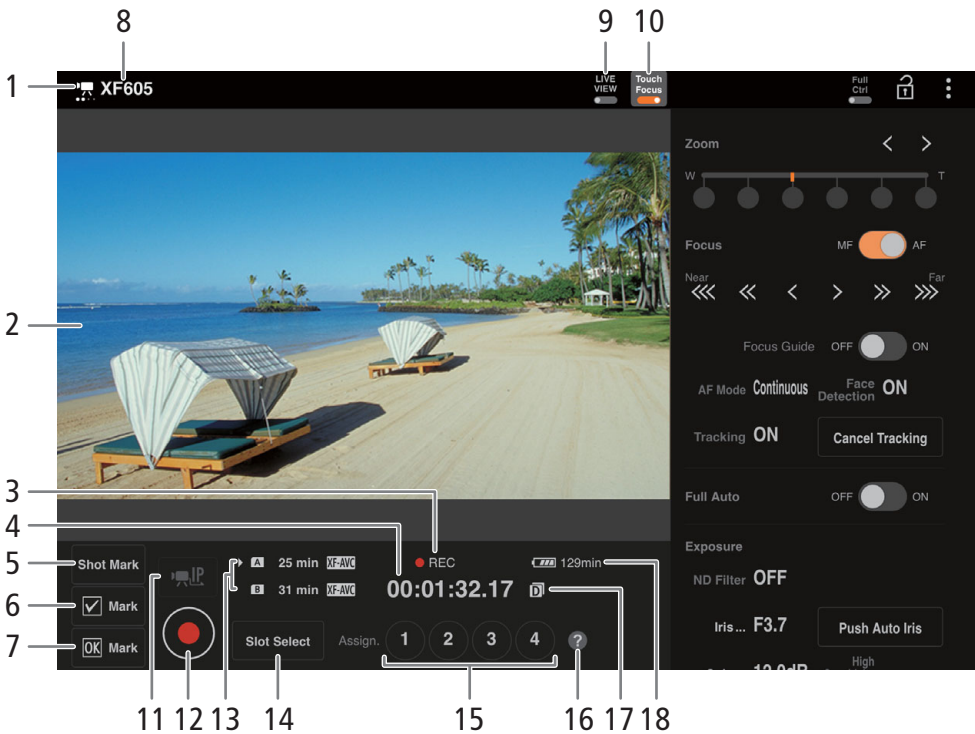 8 9 10
1 XF605 LIVE VIEW Touch Focus Full Ctrl
Zoom
W T
Focus MF AF
Near Far
2
Focus Guide OFF ON
AF Mode Continuous Face Detection ON
Tracking ON Cancel Tracking
3
Full Auto OFF ON
4
Exposure
5 Shot Mark A 25 min XF-AVC REC 129min
IP
ND Filter OFF
B 31 min XF-AVC 00:01:32.17 D
6 Mark
Iris... F3.7 Push Auto Iris
7 OK Mark Slot Select Assign. 1 2 3 4 ?
High
11 12 13 14 15 16 17 18